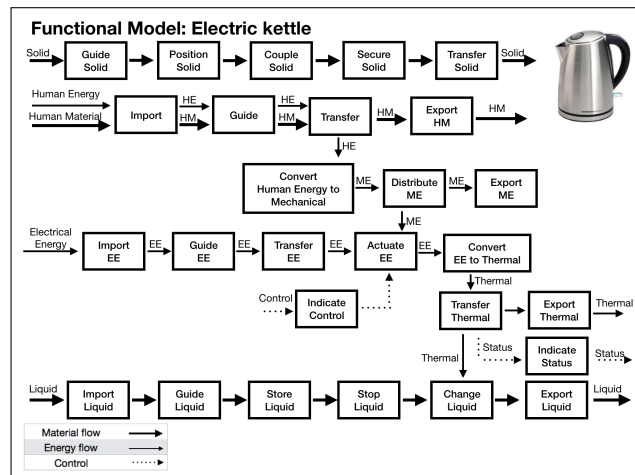 Functional Model: Electric kettle
Solid
Guide
Solid
Position
Solid
Couple
Solid
Secure
Solid
Transfer
Solid
Solid
Human Energy
Human Material
Import
HE
HM
Guide
HE
HM
Transfer
HM
Export
HM
HM
HE
Convert
Human Energy to
Mechanical
ME
Distribute
ME
ME
Export
ME
ME
Electrical
Energy
Import
EE
EE
Guide
EE
EE
Transfer
EE
EE
Actuate
EE
EE
Convert
EE to Thermal
Thermal
Control
Indicate
Control
Transfer
Thermal
Export
Thermal
Thermal
Thermal
Status
Indicate
Status
Status
Liquid
Import
Liquid
Guide
Liquid
Store
Liquid
Stop
Liquid
Change
Liquid
Export
Liquid
Liquid
Material flow
Energy flow
Control